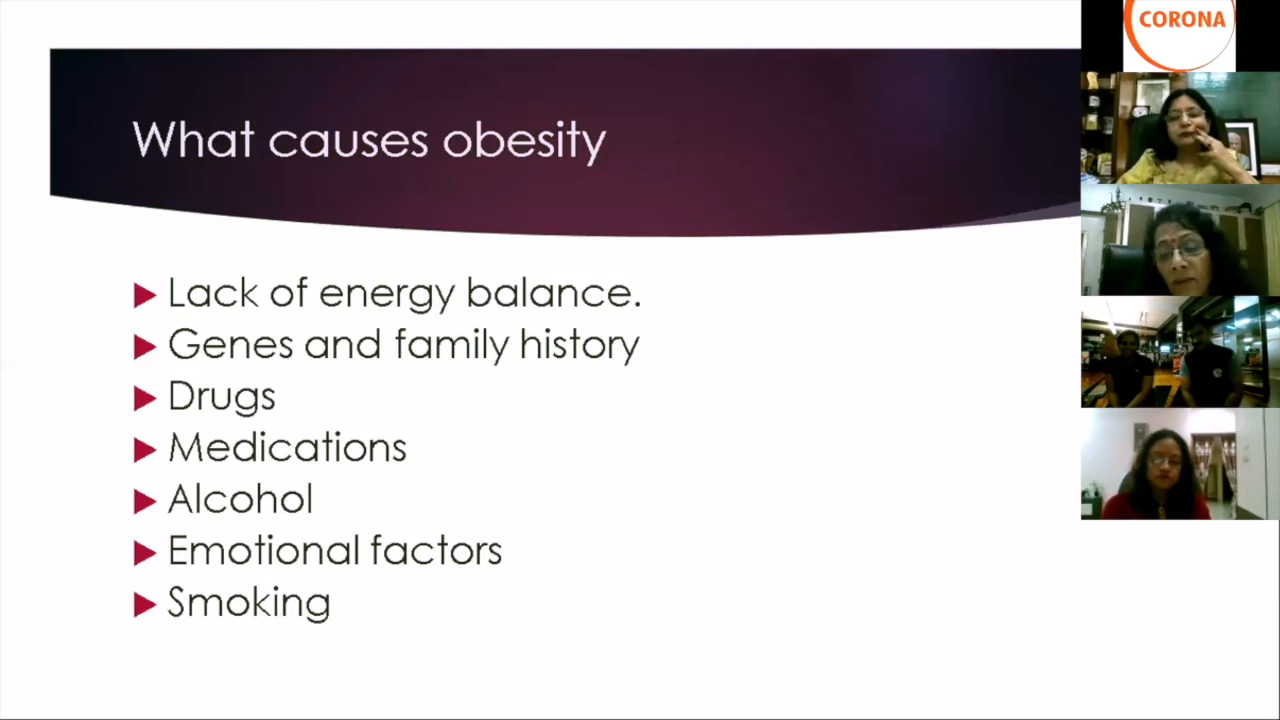 CORONA
What causes obesity
Lack of energy balance.
Genes and family history
Drugs
Medications
Alcohol
Emotional factors
Smoking